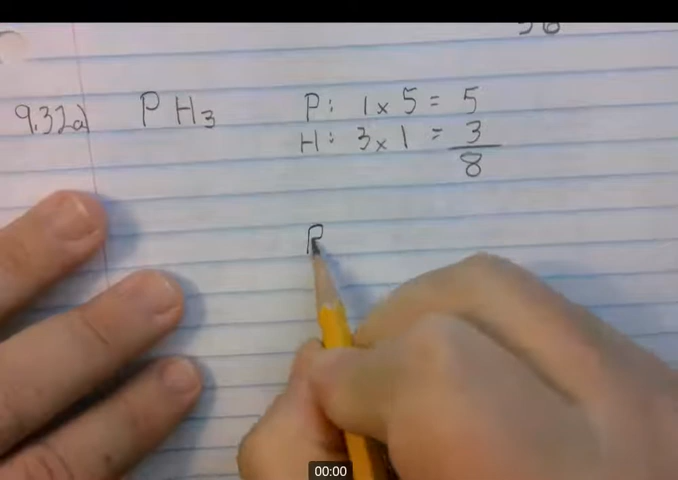 9.32a) PH₃ P: 1 x 5 = 5
H: 3 x 1 = 3
8
P
00:00